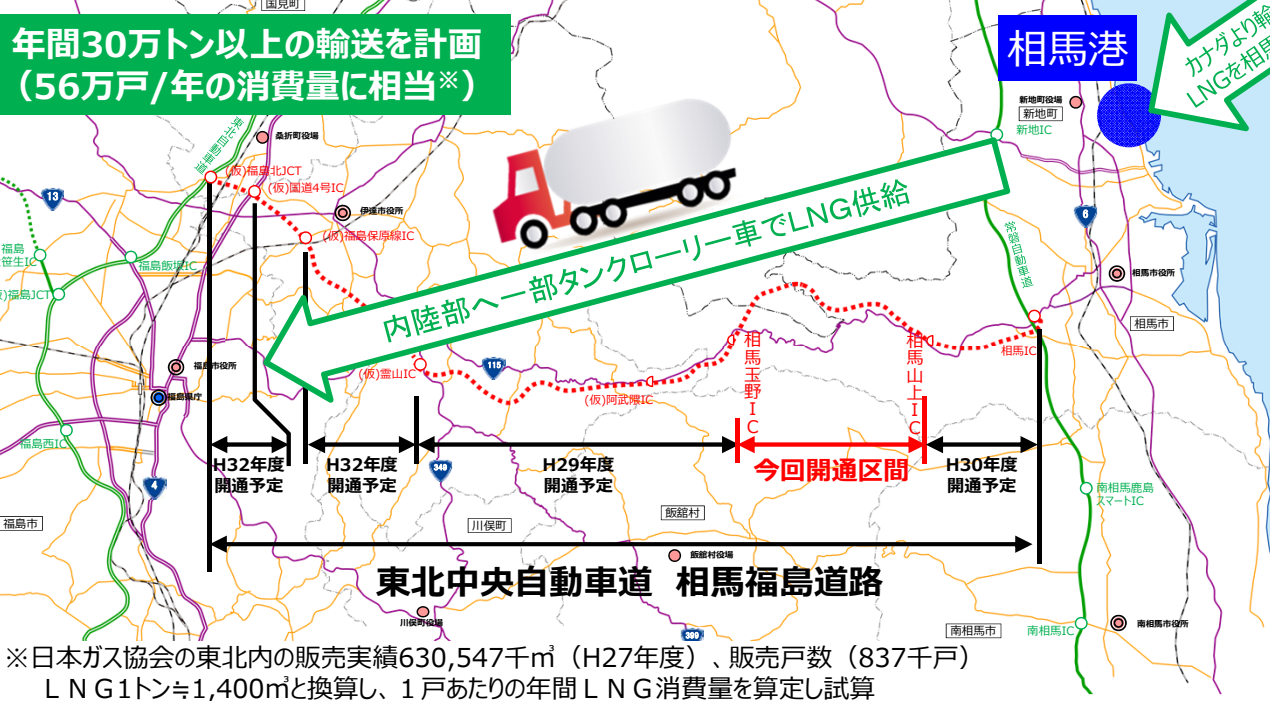 国見町
年間30万トン以上の輸送を計画
（56万戸/年の消費量に相当※）
相馬港
カナダより輸
LNGを相馬
新地町役場
新地町
新地IC
桑折町役場
東北自動車道
(仮)福島北JCT
(仮)国道4号IC
13
伊達市役所
(仮)福島保原線IC
6
福島
笹生IC
福島飯坂IC
仮)福島JCT
常磐自動車道
相馬市役所
内陸部へ一部タンクローリー車でLNG供給
相馬市
相馬玉野IC
相馬山上IC
相馬IC
福島市役所
(仮)霊山IC
115
福島県庁
(仮)阿武隈IC
福島西IC
H32年度
開通予定
H32年度
開通予定
H29年度
開通予定
今回開通区間
H30年度
開通予定
349
4
南相馬鹿島
スマートIC
福島市
川俣町
飯舘村
飯舘村役場
東北中央自動車道 相馬福島道路
川俣町役場
399
南相馬市
南相馬IC
南相馬市役所
※日本ガス協会の東北内の販売実績630,547千㎥（H27年度）、販売戸数（837千戸）
ＬＮＧ1トン≒1,400㎥と換算し、１戸あたりの年間ＬＮＧ消費量を算定し試算